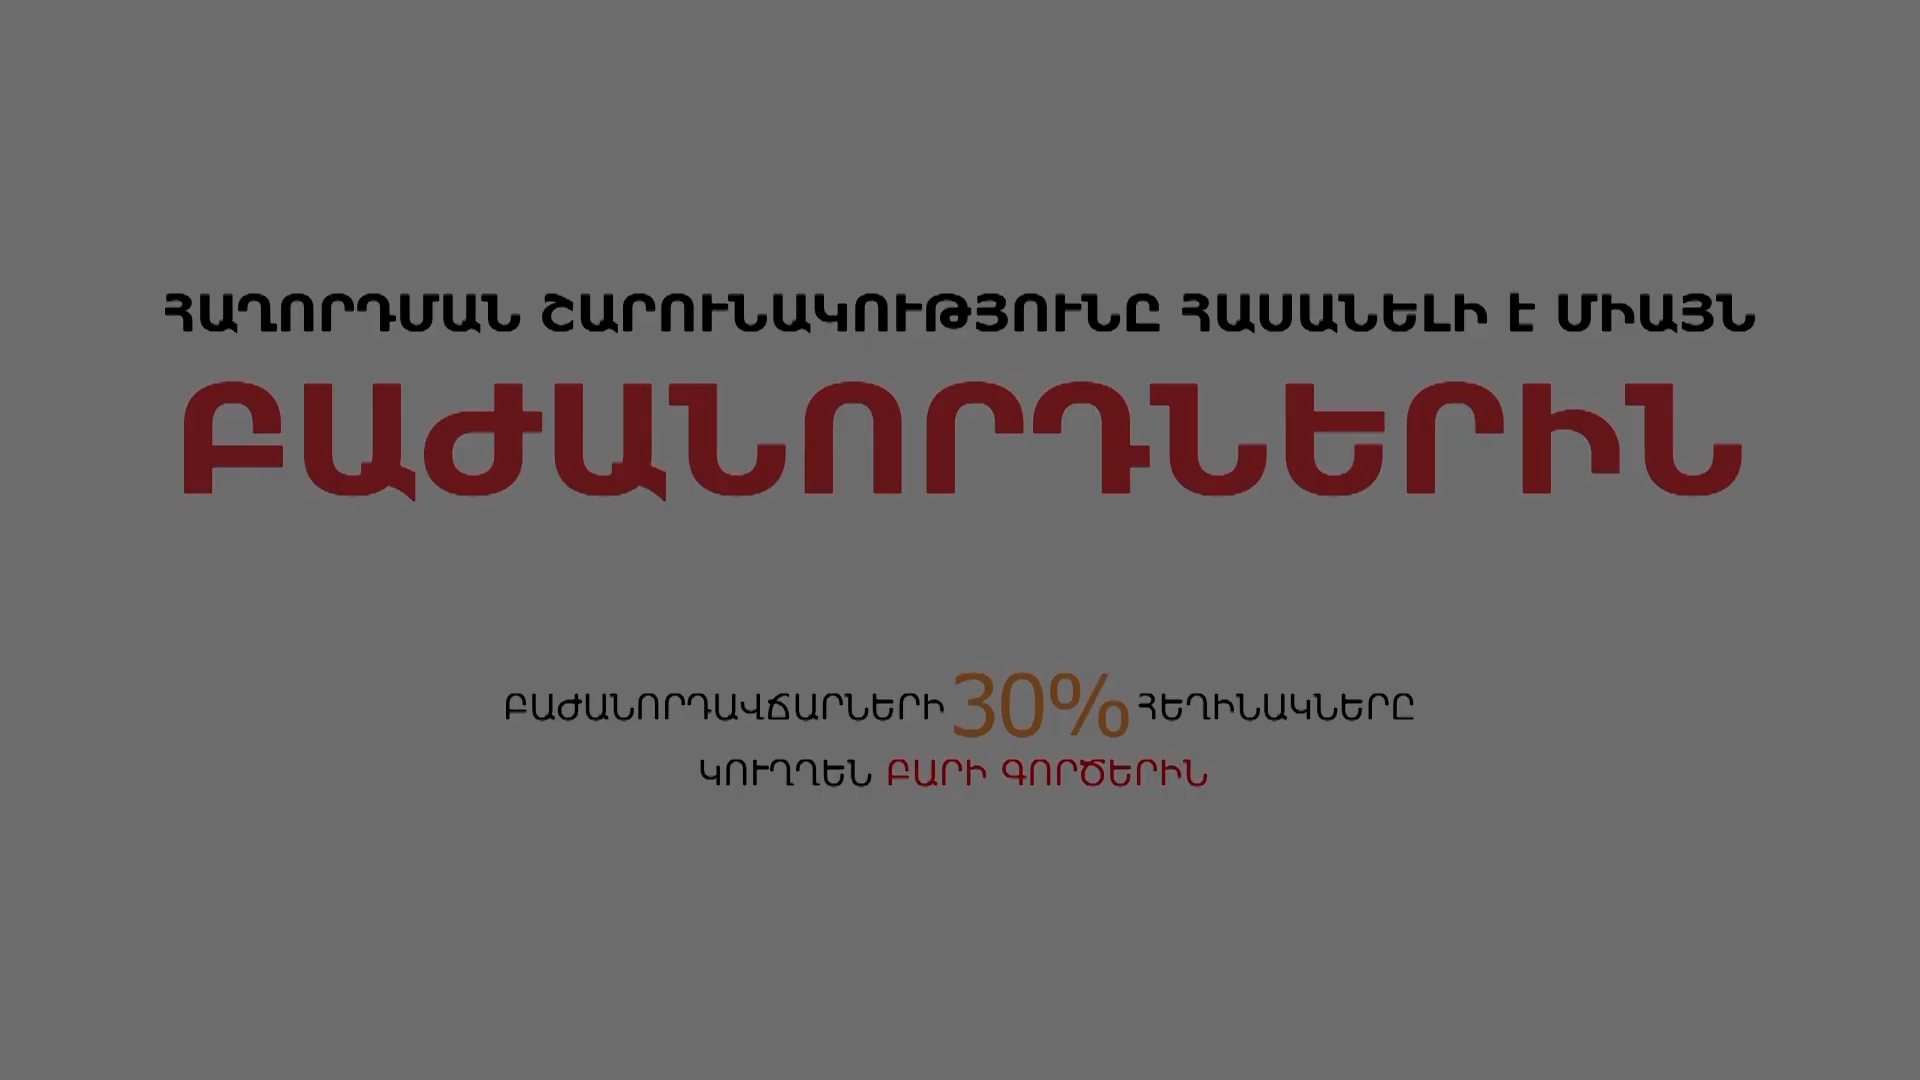 ՀԱՂՈՐԴՄԱՆ ՇԱՐՈՒՆԱԿՈՒԹՅՈՒՆԸ ՀԱՍԱՆԵԼԻ Է ՄԻԱՅՆ
ԲԱԺԱՆՈՐԴՆԵՐԻՆ
ԲԱԺԱՆՈՐԴԱՎՃԱՐՆԵՐԻ 30% ՀԵՂԻՆԱԿՆԵՐԸ
ԿՈՒՂՂԵՆ ԲԱՐԻ ԳՈՐԾԵՐԻՆ